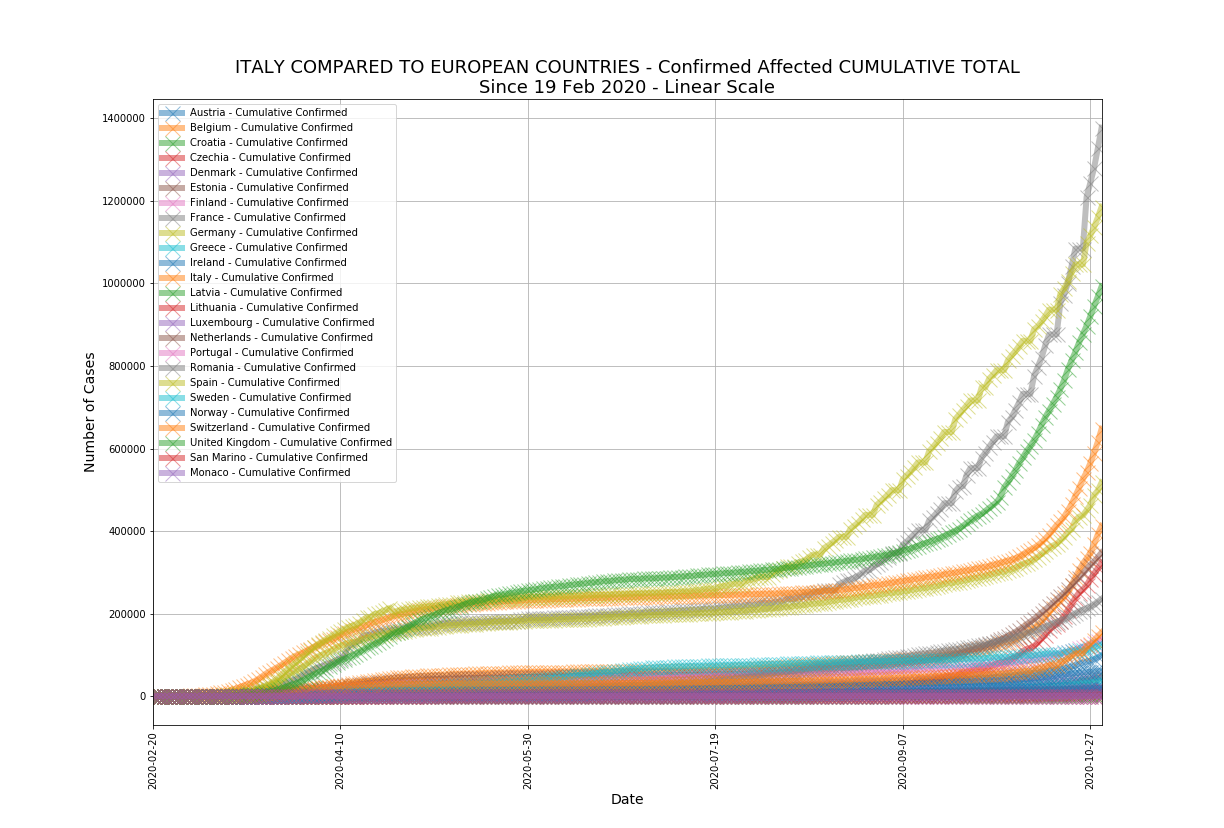 ITALY COMPARED TO EUROPEAN COUNTRIES - Confirmed Affected CUMULATIVE TOTAL
Since 19 Feb 2020 - Linear Scale
Number of Cases
1400000
1200000
1000000
800000
600000
400000
200000
0
Austria - Cumulative Confirmed
Belgium - Cumulative Confirmed
Croatia - Cumulative Confirmed
Czechia - Cumulative Confirmed
Denmark - Cumulative Confirmed
Estonia - Cumulative Confirmed
Finland - Cumulative Confirmed
France - Cumulative Confirmed
Germany - Cumulative Confirmed
Greece - Cumulative Confirmed
Ireland - Cumulative Confirmed
Italy - Cumulative Confirmed
Latvia - Cumulative Confirmed
Lithuania - Cumulative Confirmed
Luxembourg - Cumulative Confirmed
Netherlands - Cumulative Confirmed
Portugal - Cumulative Confirmed
Romania - Cumulative Confirmed
Spain - Cumulative Confirmed
Sweden - Cumulative Confirmed
Norway - Cumulative Confirmed
Switzerland - Cumulative Confirmed
United Kingdom - Cumulative Confirmed
San Marino - Cumulative Confirmed
Monaco - Cumulative Confirmed
2020-02-20
2020-04-10
2020-05-30
2020-07-19
2020-09-07
2020-10-27
Date